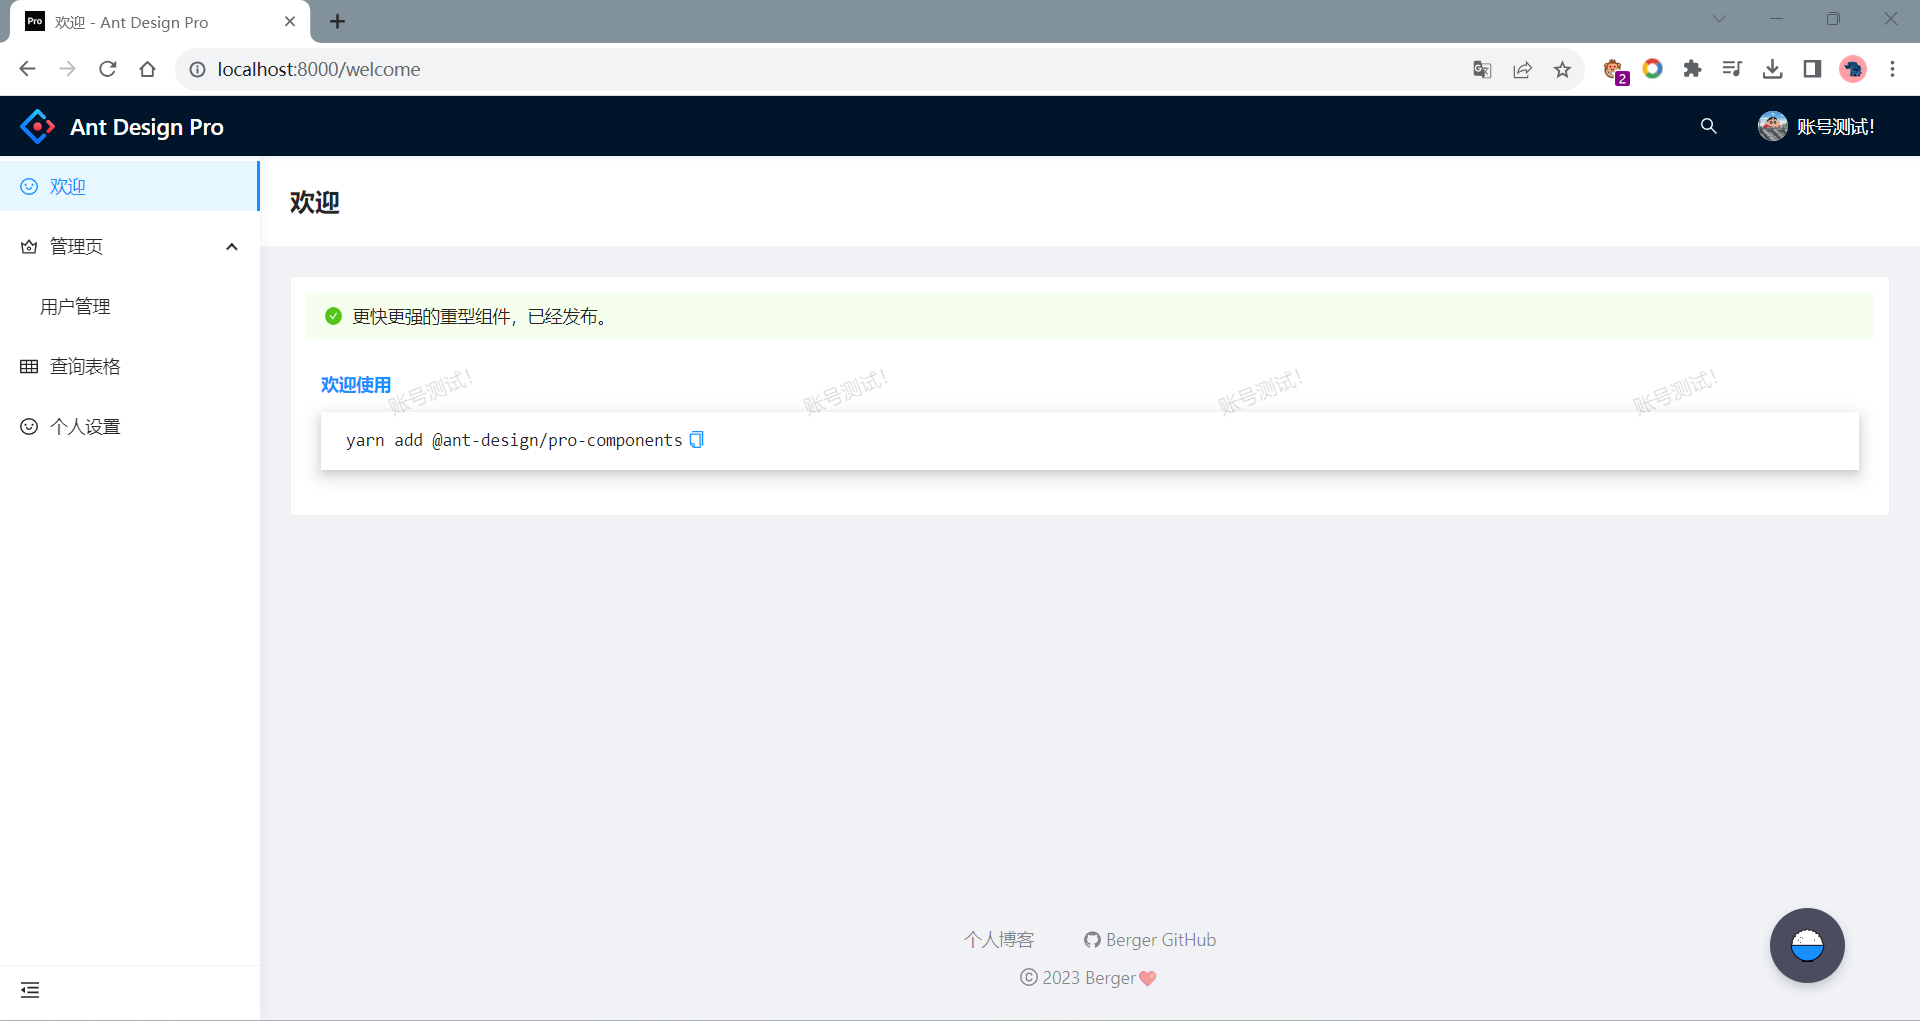 Pro 欢迎 - Ant Design Pro
localhost:8000/welcome
2
Ant Design Pro
账号测试!
欢迎
管理页
用户管理
查询表格
个人设置
欢迎
更快更强的重型组件，已经发布。
欢迎使用
账号测试! 账号测试! 账号测试! 账号测试!
yarn add @ant-design/pro-components
个人博客 Berger GitHub
© 2023 Berger❤️